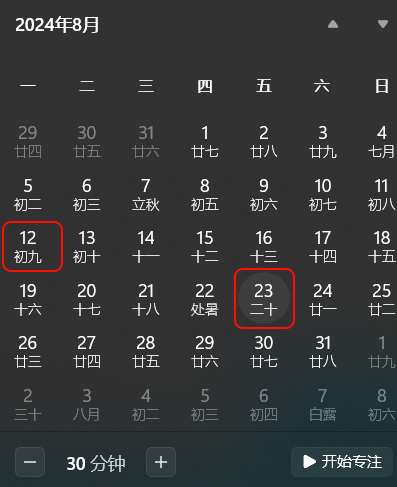 2024年8月
一 二 三 四 五 六 日
29 30 31 1 2 3 4
廿四 廿五 廿六 廿七 廿八 廿九 七月
5 6 7 8 9 10 11
初二 初三 立秋 初五 初六 初七 初八
12 13 14 15 16 17 18
初九 初十 十一 十二 十三 十四 十五
19 20 21 22 23 24 25
十六 十七 十八 处暑 二十 廿一 廿二
26 27 28 29 30 31 1
廿三 廿四 廿五 廿六 廿七 廿八 廿九
2 3 4 5 6 7 8
三十 八月 初二 初三 初四 白露 初六
30 分钟 开始专注